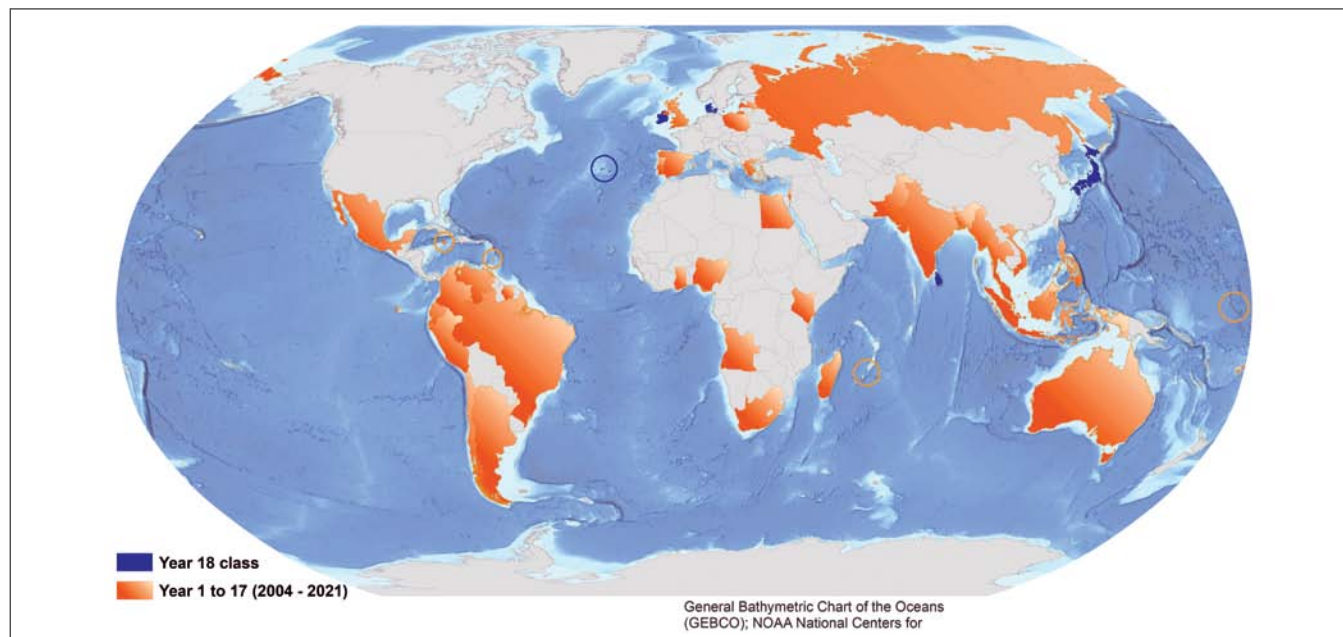 Year 18 class
Year 1 to 17 (2004 - 2021)
General Bathymetric Chart of the Oceans
(GEBCO); NOAA National Centers for